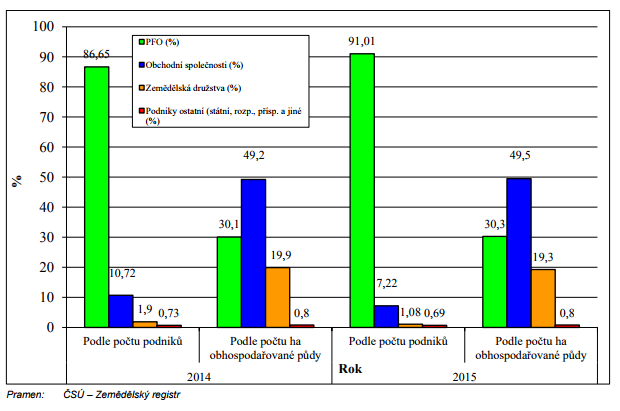 100
90
80
70
60
50
40
30
20
10
0
%
PFO (%)
Obchodní společnosti (%)
Zemědělská družstva (%)
Podniky ostatní (státní, rozp., přísp. a jiné
(%)
86,65
10,72
1,9
0,73
30,1
49,2
19,9
0,8
91,01
7,22
1,08
0,69
30,3
49,5
19,3
0,8
Podle počtu podniků
Podle počtu ha
obhospodařované půdy
Podle počtu podniků
Podle počtu ha
obhospodařované půdy
Rok
2014
2015
Pramen: ČSÚ – Zemědělský registr